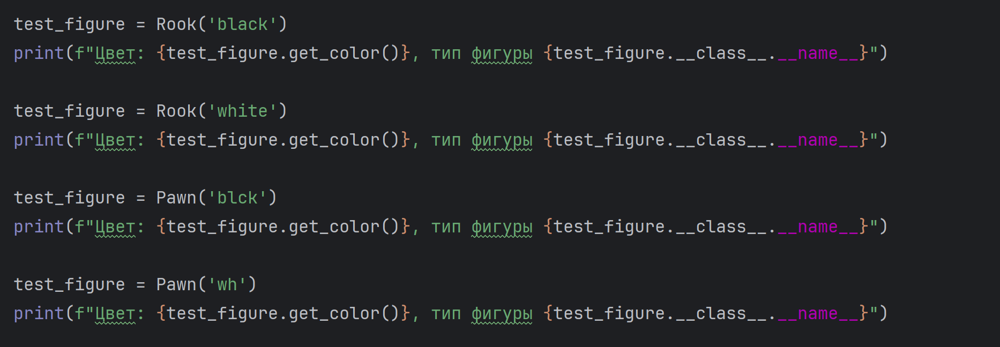 test_figure = Rook('black')
print(f"Цвет: {test_figure.get_color()}, тип фигуры {test_figure.__class__.__name__}")
test_figure = Rook('white')
print(f"Цвет: {test_figure.get_color()}, тип фигуры {test_figure.__class__.__name__}")
test_figure = Pawn('blck')
print(f"Цвет: {test_figure.get_color()}, тип фигуры {test_figure.__class__.__name__}")
test_figure = Pawn('wh')
print(f"Цвет: {test_figure.get_color()}, тип фигуры {test_figure.__class__.__name__}")